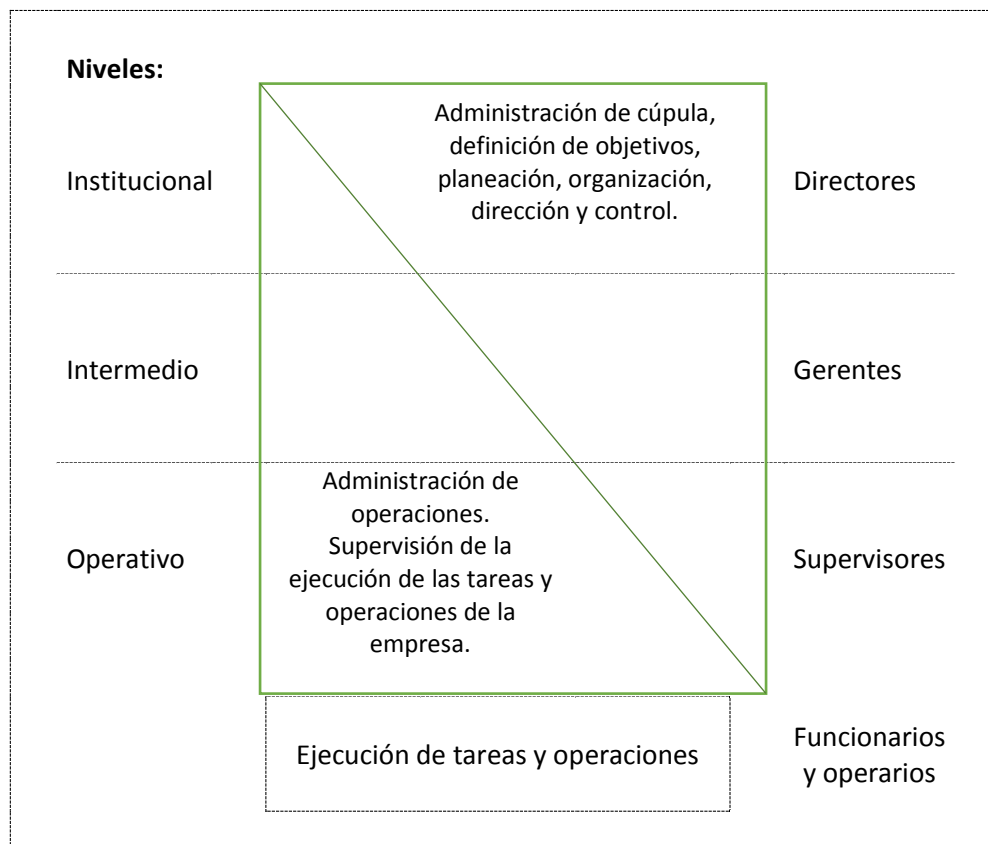 Niveles:
Administración de cúpula,
definición de objetivos,
planeación, organización,
dirección y control.
Institucional
Directores
Intermedio
Gerentes
Administración de
operaciones.
Supervisión de la
ejecución de las tareas y
operaciones de la
empresa.
Operativo
Supervisores
Ejecución de tareas y operaciones
Funcionarios
y operarios